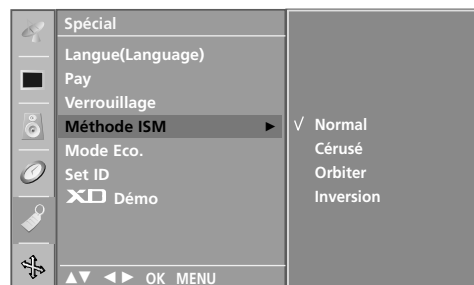 Spécial
Langue(Language)
Pay
Verrouillage
Méthode ISM ►
Mode Eco.
Set ID
XD Démo
▲▼ ◄► OK MENU
√ Normal
Cérusé
Orbiter
Inversion